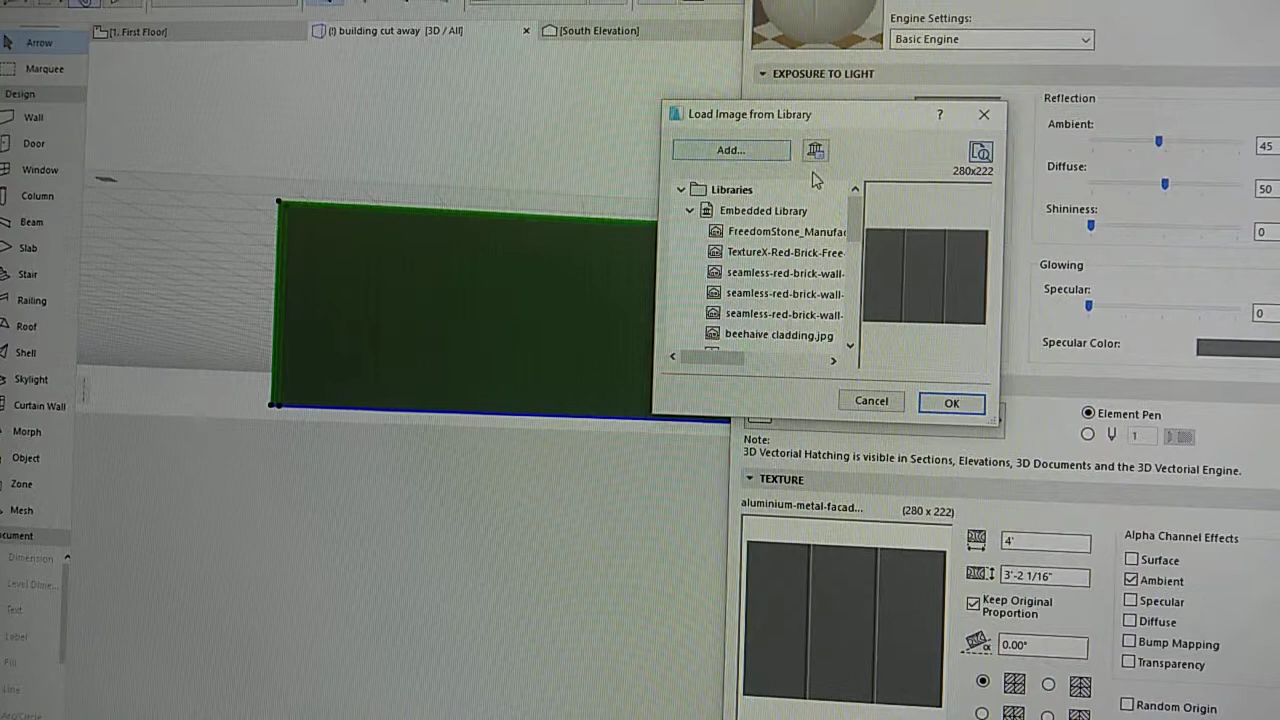 [1. First Floor]
(!) building cut away [3D / All]
[South Elevation]
Arrow
Marquee
Design
Wall
Door
Window
Column
Beam
Slab
Stair
Railing
Roof
Shell
Skylight
Curtain Wall
Morph
Object
Zone
Mesh
ocument
Dimension
Level Dime...
Text
Label
Fill
Line
Load Image from Library
?
Add...
280x222
Libraries
Embedded Library
FreedomStone_Manufac
TextureX-Red-Brick-Free-
seamless-red-brick-wall-
seamless-red-brick-wall-
seamless-red-brick-wall-
beehaive cladding.jpg
Cancel
OK
Engine Settings:
Basic Engine
EXPOSURE TO LIGHT
Reflection
Ambient:
45
Diffuse:
50
Shininess:
0
Glowing
Specular:
0
Specular Color:
Element Pen
1
Note:
3D Vectorial Hatching is visible in Sections, Elevations, 3D Documents and the 3D Vectorial Engine.
TEXTURE
aluminium-metal-facad...
(280 x 222)
4'
3'-2 1/16"
Keep Original
Proportion
0.00°
Alpha Channel Effects
Surface
Ambient
Specular
Diffuse
Bump Mapping
Transparency
Random Origin